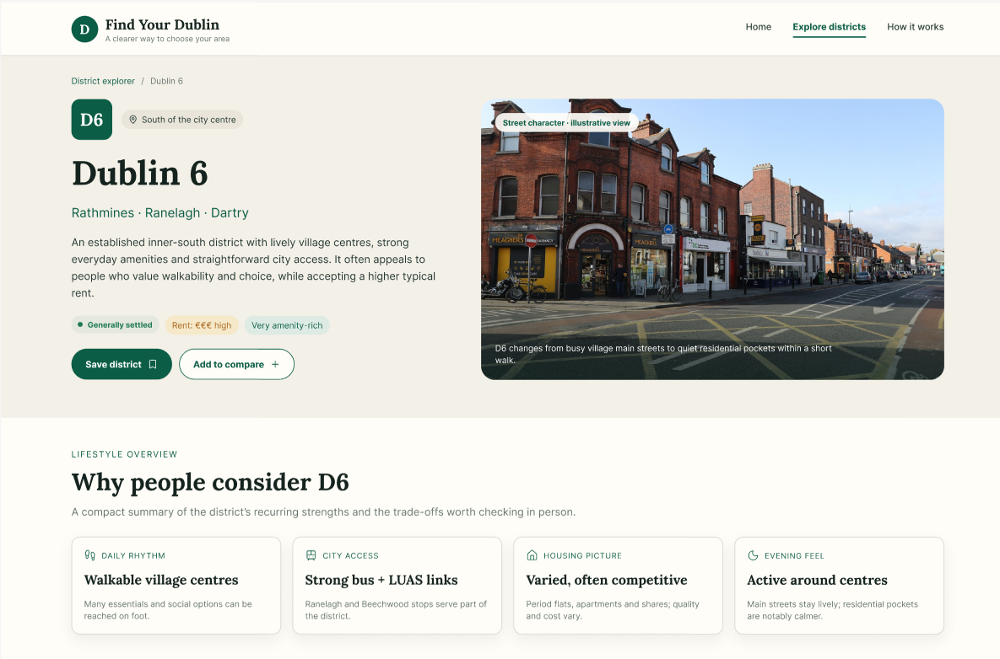 D
Find Your Dublin
A clearer way to choose your area
Home
Explore districts
How it works
District explorer / Dublin 6
D6
South of the city centre
Dublin 6
Rathmines · Ranelagh · Dartry
An established inner-south district with lively village centres, strong
everyday amenities and straightforward city access. It often appeals to
people who value walkability and choice, while accepting a higher typical
rent.
Generally settled
Rent: €€€ high
Very amenity-rich
Save district
Add to compare +
Street character · illustrative view
MEAGHERS PHARMACY
MEAGHERS
D6 changes from busy village main streets to quiet residential pockets within a short
walk.
LIFESTYLE OVERVIEW
Why people consider D6
A compact summary of the district's recurring strengths and the trade-offs worth checking in person.
DAILY RHYTHM
Walkable village centres
Many essentials and social options can be
reached on foot.
CITY ACCESS
Strong bus + LUAS links
Ranelagh and Beechwood stops serve part of
the district.
HOUSING PICTURE
Varied, often competitive
Period flats, apartments and shares; quality
and cost vary.
EVENING FEEL
Active around centres
Main streets stay lively; residential pockets
are notably calmer.